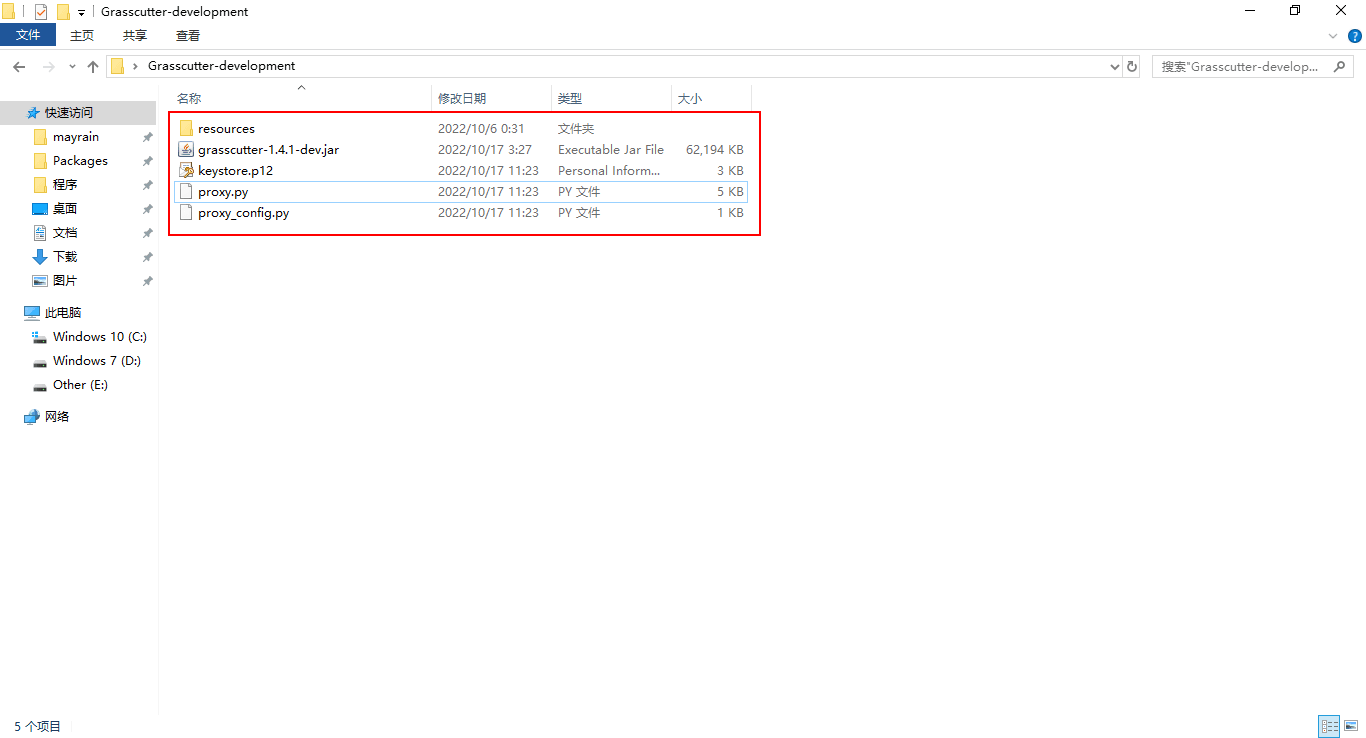 Grasscutter-development
文件 主页 共享 查看
Grasscutter-development 搜索"Grasscutter-develop...
名称 修改日期 类型 大小
快速访问
mayrain
Packages
程序
桌面
文档
下载
图片
此电脑
Windows 10 (C:)
Windows 7 (D:)
Other (E:)
网络
resources 2022/10/6 0:31 文件夹
grasscutter-1.4.1-dev.jar 2022/10/17 3:27 Executable Jar File 62,194 KB
keystore.p12 2022/10/17 11:23 Personal Inform... 3 KB
proxy.py 2022/10/17 11:23 PY 文件 5 KB
proxy_config.py 2022/10/17 11:23 PY 文件 1 KB
5 个项目